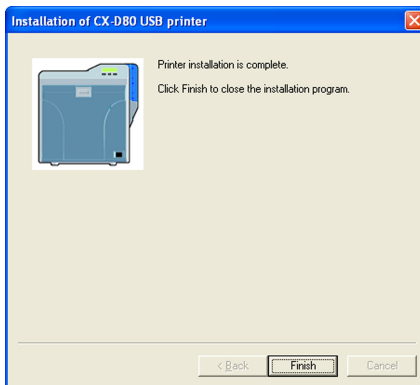 Installation of CX-D80 USB printer
Printer installation is complete.
Click Finish to close the installation program.
< Back
Finish
Cancel